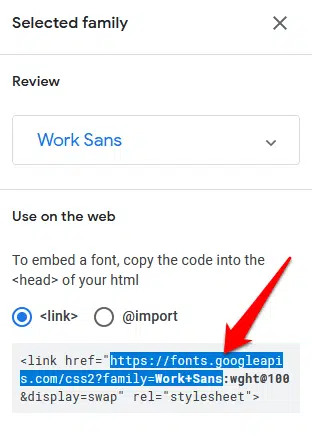 Selected family
Review
Work Sans
Use on the web
To embed a font, copy the code into the
<head> of your html
<link>
@import
<link href="https://fonts.googleapi
s.com/css2?family=Work+Sans:wght@100
&display=swap" rel="stylesheet">